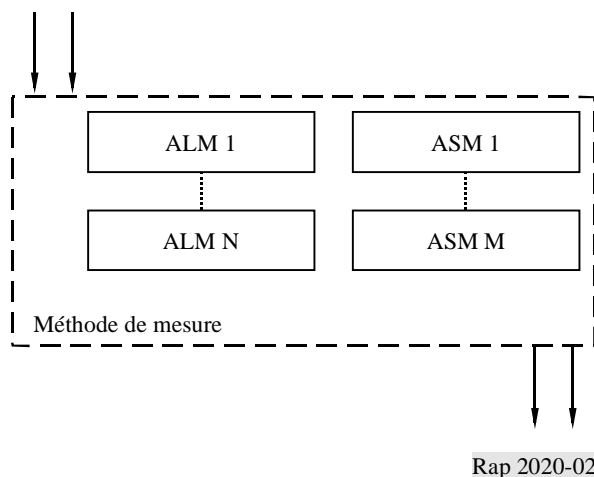 ALM 1
ASM 1
ALM N
ASM M
Méthode de mesure
Rap 2020-02